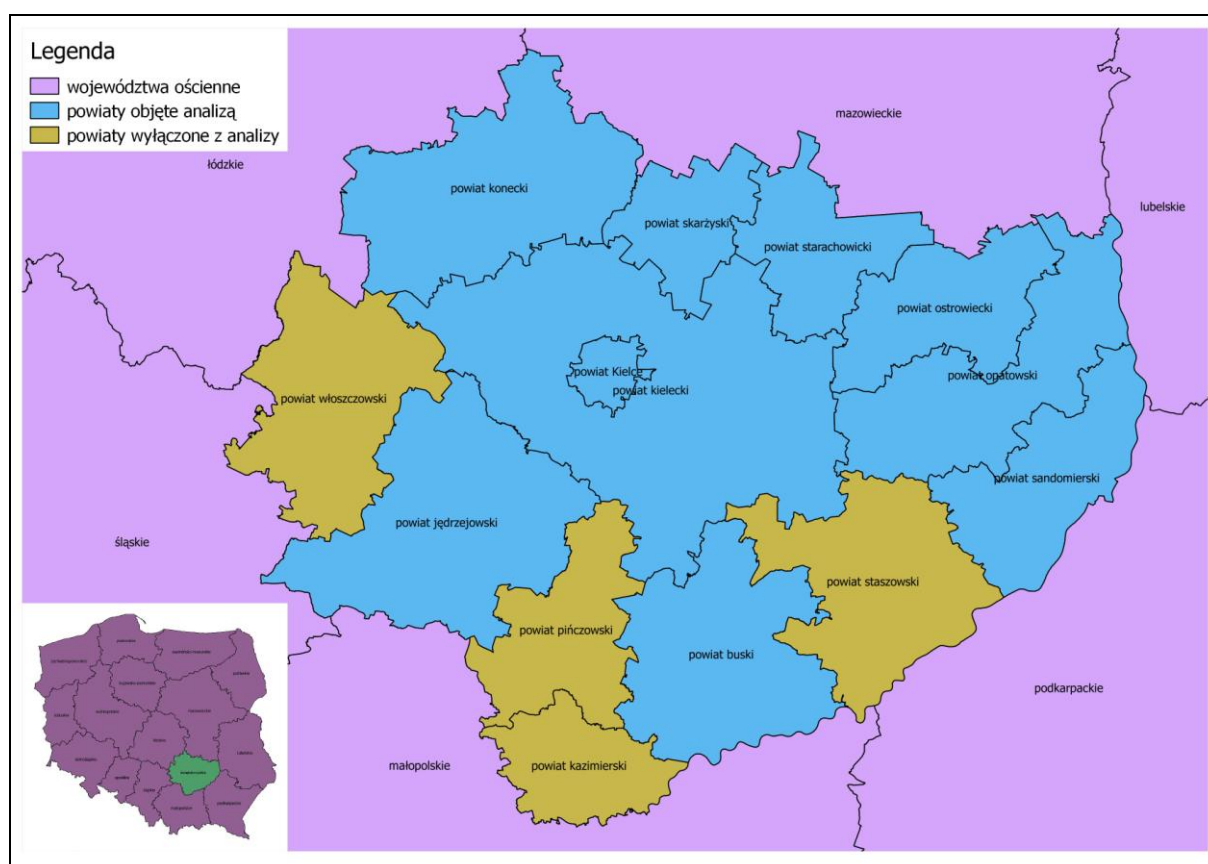 Legenda
województwa ościenne
powiaty objęte analizą
powiaty wyłączone z analizy
mazowieckie
łódzkie
lubelskie
powiat konecki
powiat skarżyski
powiat starachowicki
powiat ostrowiecki
powiat Kielce
powiat opatowski
powiat kielecki
powiat włoszczowski
powiat sandomierski
powiat jędrzejowski
śląskie
powiat staszowski
powiat pińczowski
powiat buski
podkarpackie
małopolskie
powiat kazimierski